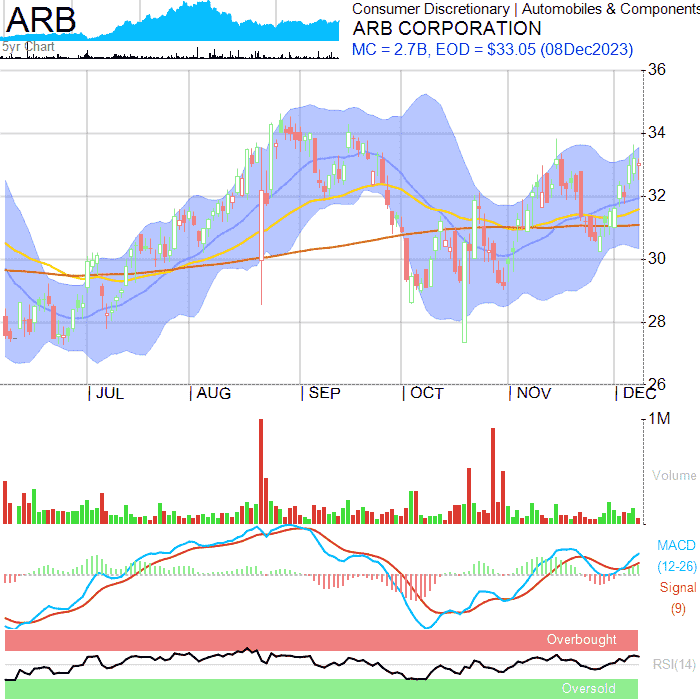 ARB
5yr Chart
Consumer Discretionary | Automobiles & Components
ARB CORPORATION
MC = 2.7B, EOD = $33.05 (08Dec2023)
36
34
32
30
28
26
JUL AUG SEP OCT NOV DEC
1M
Volume
MACD
(12-26)
Signal
(9)
Overbought
RSI(14)
Oversold